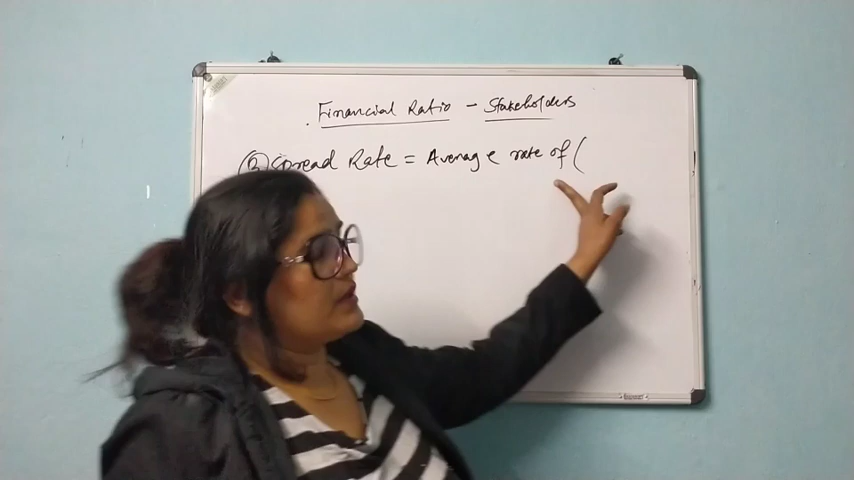 Financial Ratio - Stakeholders
Spread Rate = Average rate of (